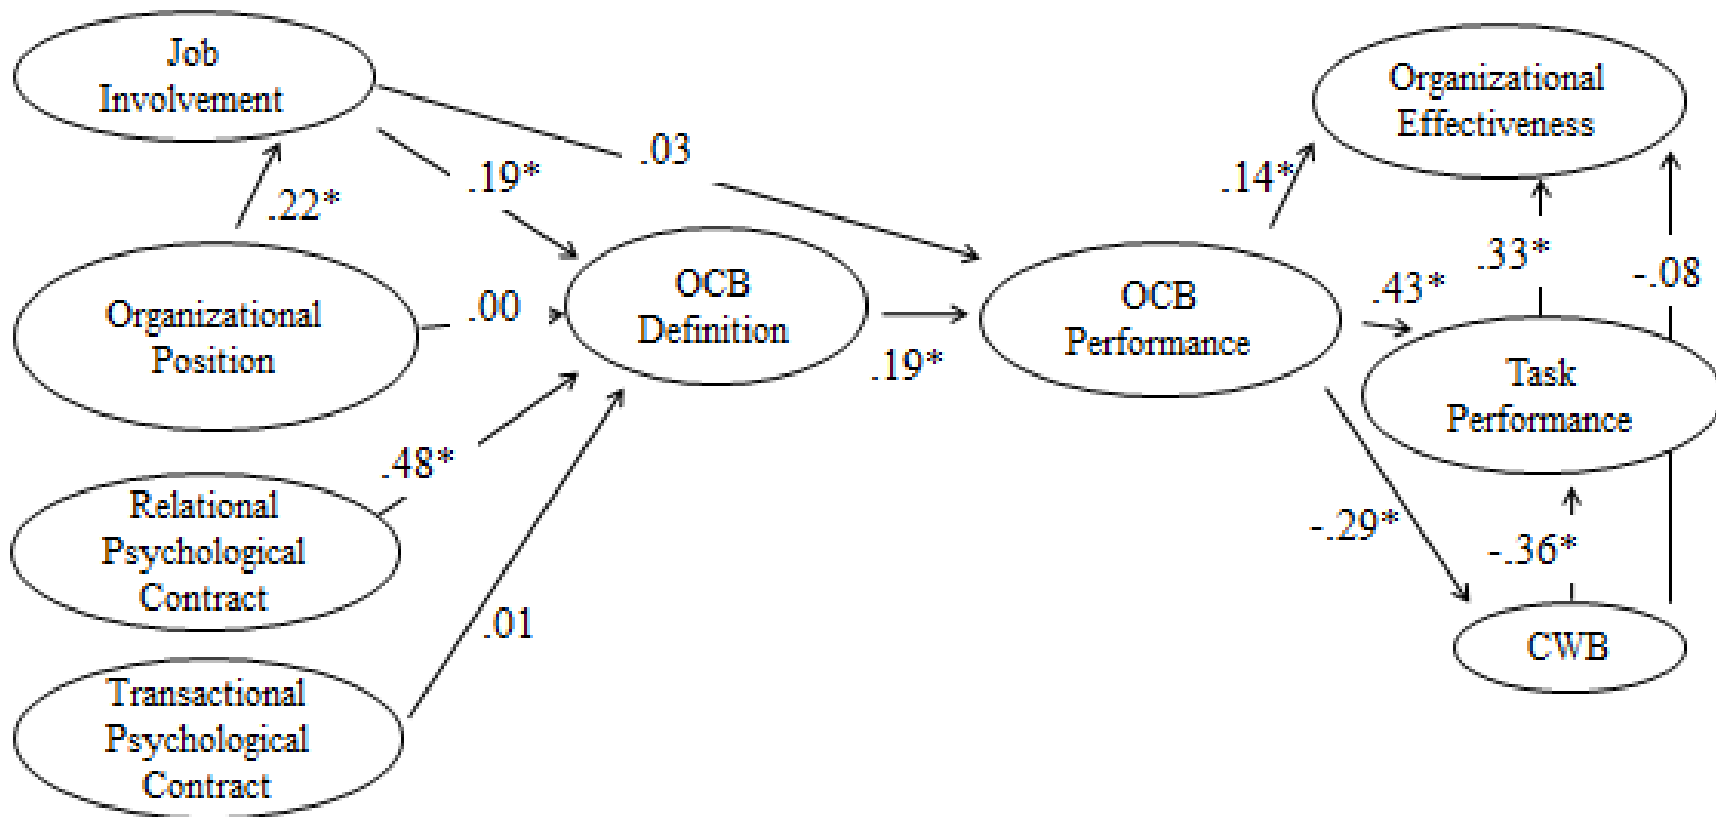 Job
Involvement
Organizational
Effectiveness
.03
.14*
.19*
.22*
.33*
-.08
OCB
Definition
OCB
Performance
.43*
Organizational
Position
.00
.19*
Task
Performance
.48*
Relational
Psychological
Contract
-.29*
-.36*
.01
CWB
Transactional
Psychological
Contract